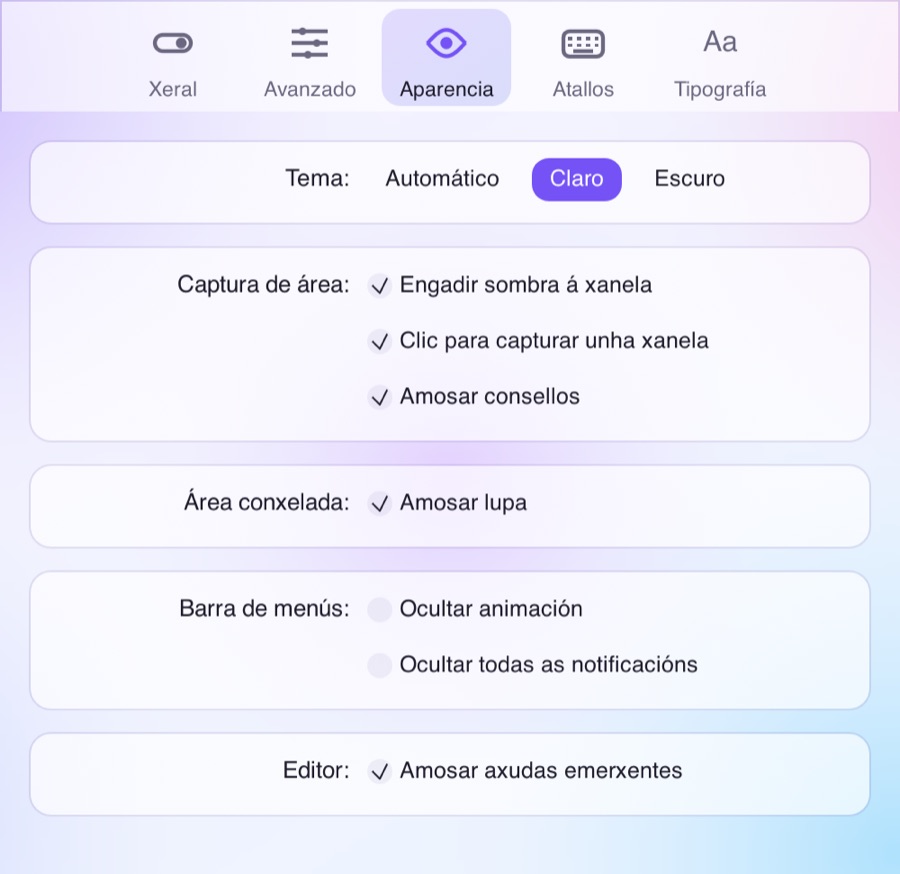 Aa
Xeral Avanzado Aparencia Atallos Tipografía
Tema: Automático Claro Escuro
Captura de área: Engadir sombra á xanela
Clic para capturar unha xanela
Amosar consellos
Área conxelada: Amosar lupa
Barra de menús: Ocultar animación
Ocultar todas as notificacións
Editor: Amosar axudas emerxentes